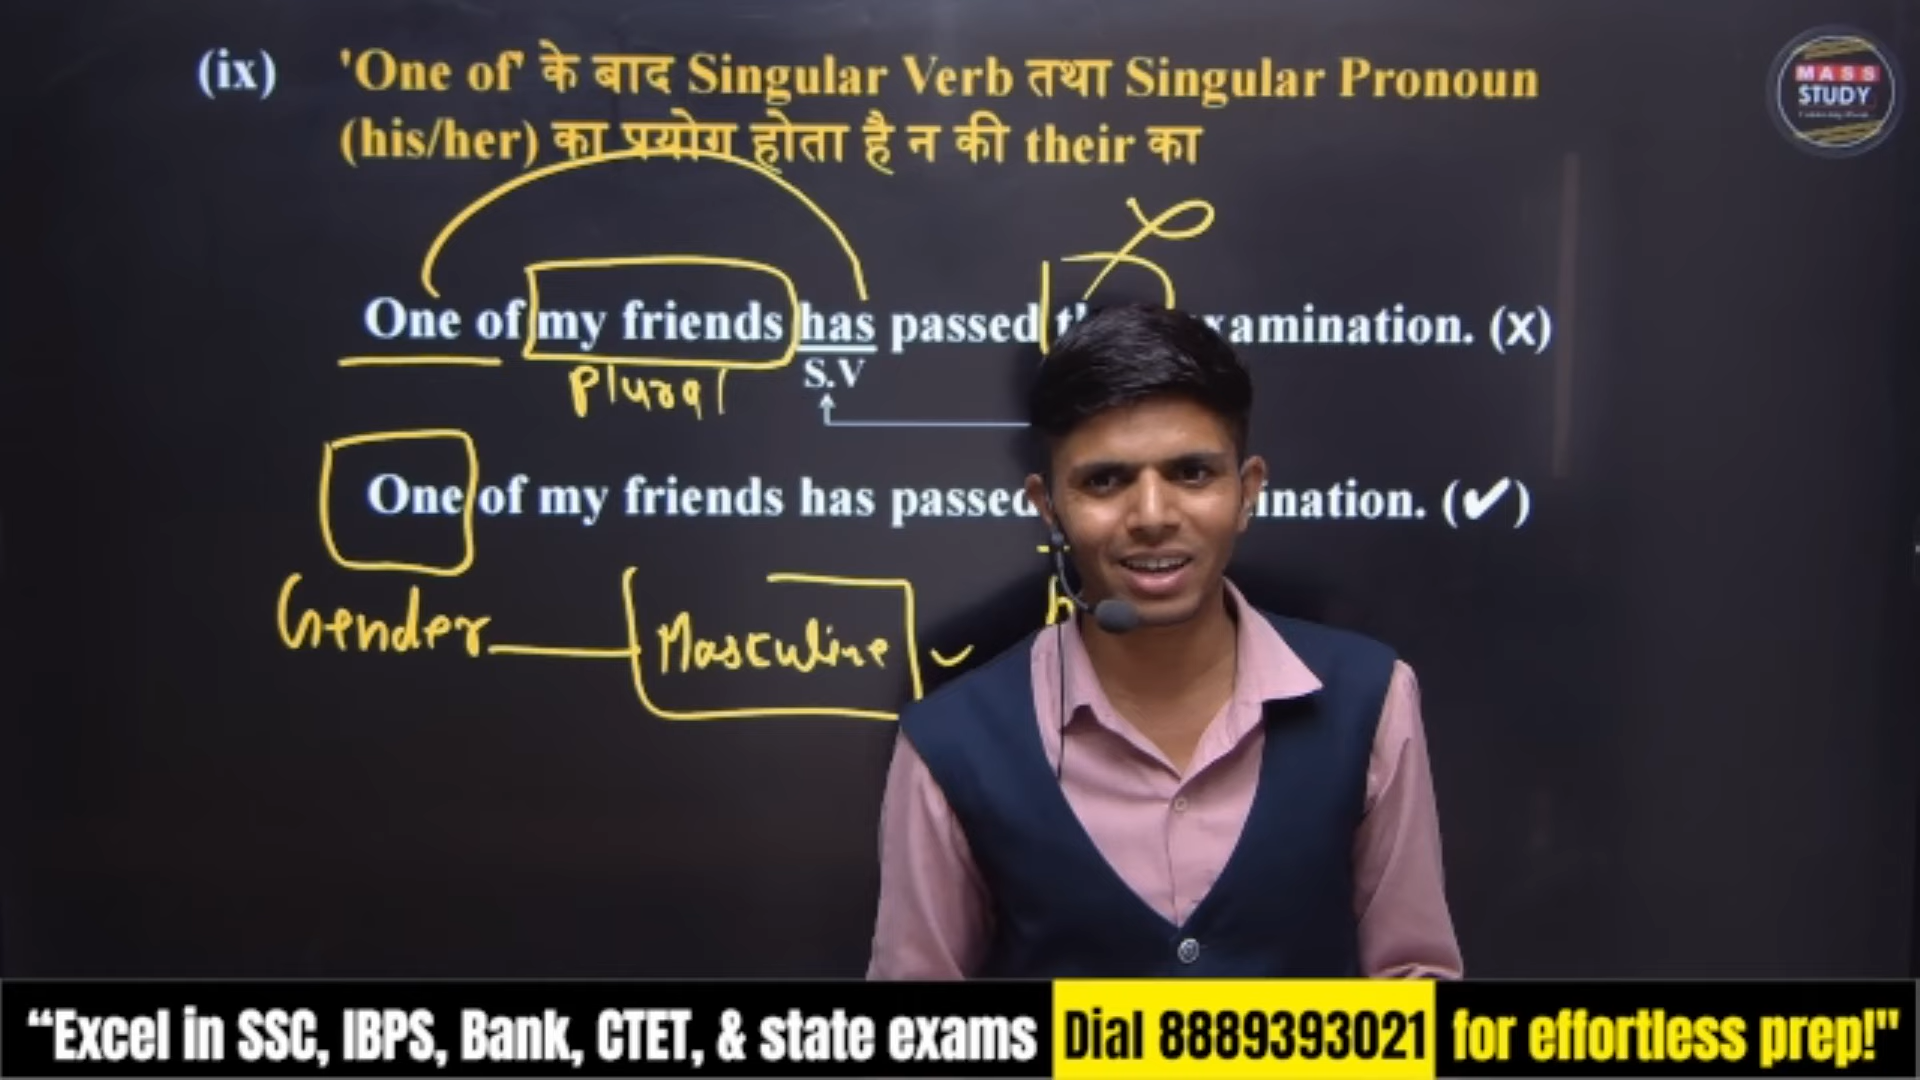 (ix) 'One of' के बाद Singular Verb तथा Singular Pronoun
(his/her) का प्रयोग होता है न की their का
MASS
STUDY
One of my friends has passed examination. (x)
Plural
S.V
One of my friends has passed (✔)
Gender Masculine
“Excel in SSC, IBPS, Bank, CTET, & state exams Dial 8889393021 for effortless prep!"